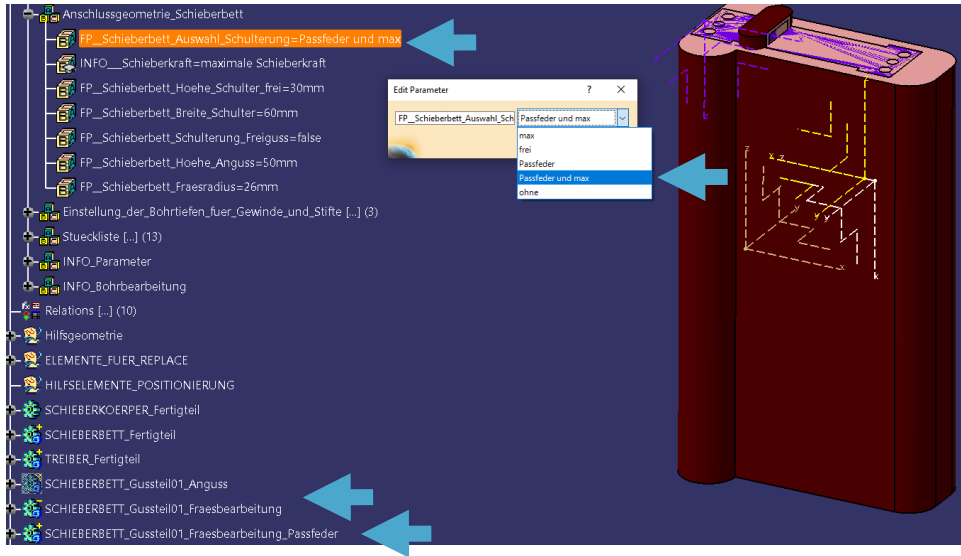 Anschlussgeometrie_Schieberbett
FP__Schieberbett_Auswahl_Schulterung=Passfeder und max
INFO___Schieberkraft=maximale Schieberkraft
FP__Schieberbett_Hoehe_Schulter_frei=30mm
FP__Schieberbett_Breite_Schulter=60mm
FP__Schieberbett_Schulterung_Freiguss=false
FP__Schieberbett_Hoehe_Anguss=50mm
FP__Schieberbett_Fraesradius=26mm
Einstellung_der_Bohrtiefen_fuer_Gewinde_und_Stifte [...] (3)
Stueckliste [...] (13)
INFO_Parameter
INFO_Bohrbearbeitung
Relations [...] (10)
Hilfsgeometrie
ELEMENTE_FUER_REPLACE
HILFSELEMENTE_POSITIONIERUNG
SCHIEBERKOERPER_Fertigteil
SCHIEBERBETT_Fertigteil
TREIBER_Fertigteil
SCHIEBERBETT_Gussteil01_Anguss
SCHIEBERBETT_Gussteil01_Fraesbearbeitung
SCHIEBERBETT_Gussteil01_Fraesbearbeitung_Passfeder
Edit Parameter ? ×
FP__Schieberbett_Auswahl_Sch Passfeder und max
max
frei
Passfeder
Passfeder und max
ohne
z
x z
y
y
x
x